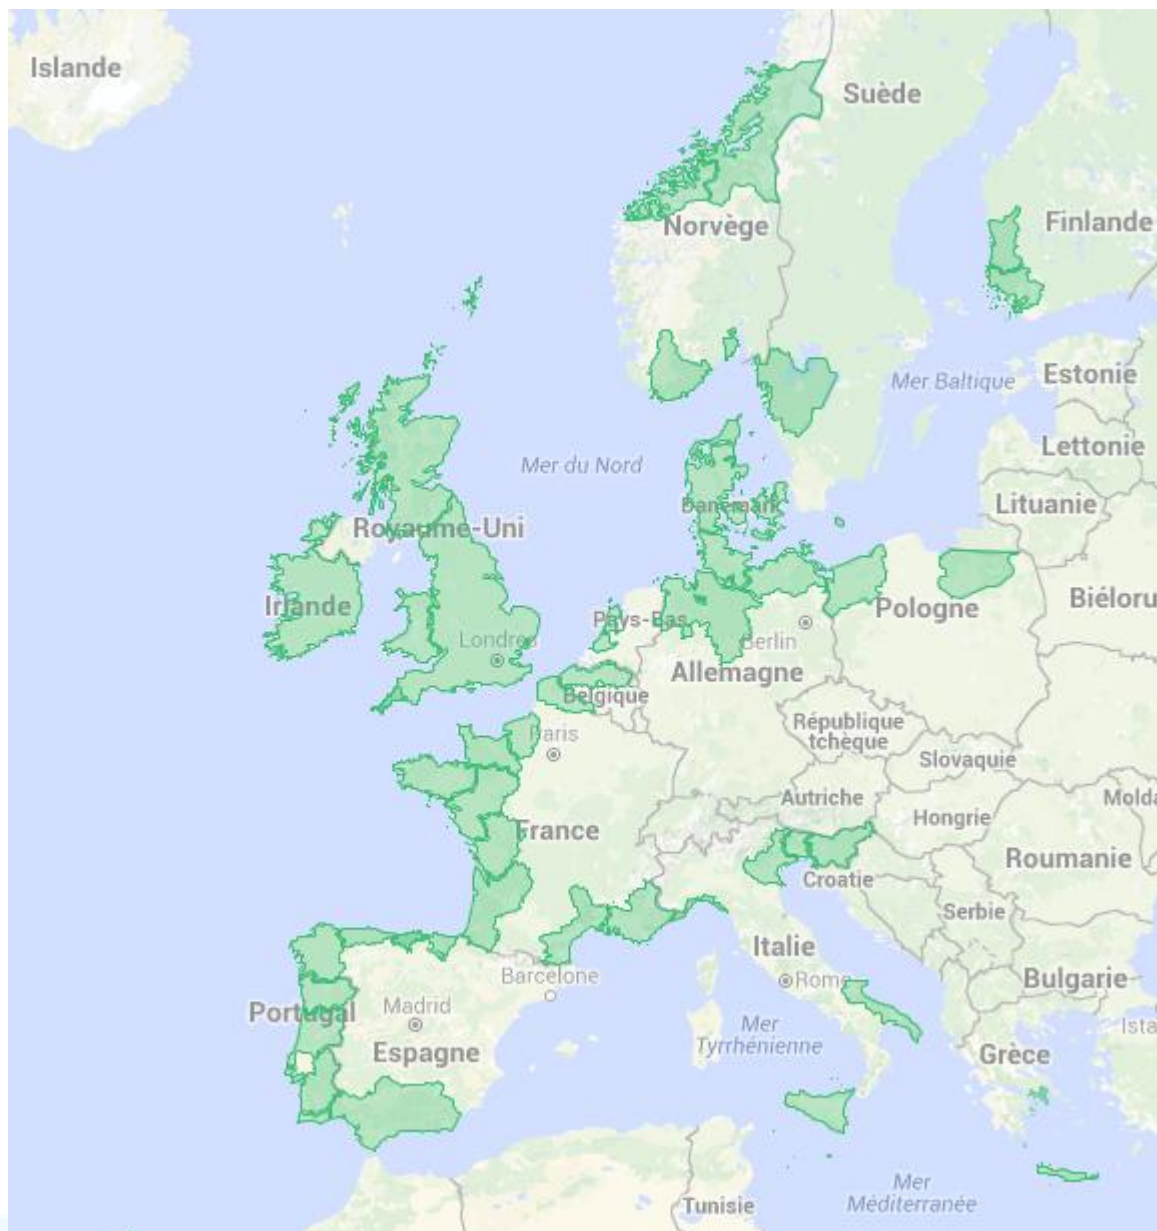 Islande
Suède
Finlande
Norvège
Mer Baltique
Estonie
Lettonie
Mer du Nord
Danemark
Lituanie
Royaume-Uni
Irlande
Pays-Bas
Pologne
Biéloru
Londres
Berlin
Allemagne
Belgique
République
tchèque
Paris
Slovaquie
Autriche
Molda
Hongrie
France
Roumanie
Croatie
Serbie
Italie
Barcelone
Rome
Bulgarie
Portugal
Madrid
Mer
Tyrrhénienne
Ista
Espagne
Grèce
Mer
Méditerranée
Tunisie